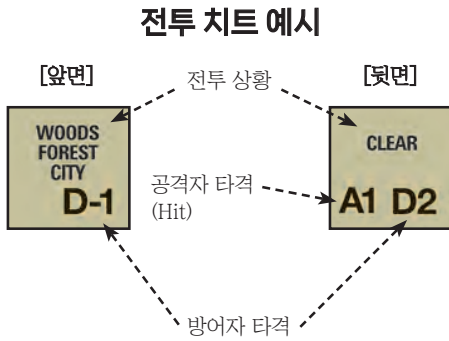 전투 치트 예시
[앞면]
전투 상황
[뒷면]
WOODS
FOREST
CITY
D-1
CLEAR
A1 D2
공격자 타격
(Hit)
방어자 타격